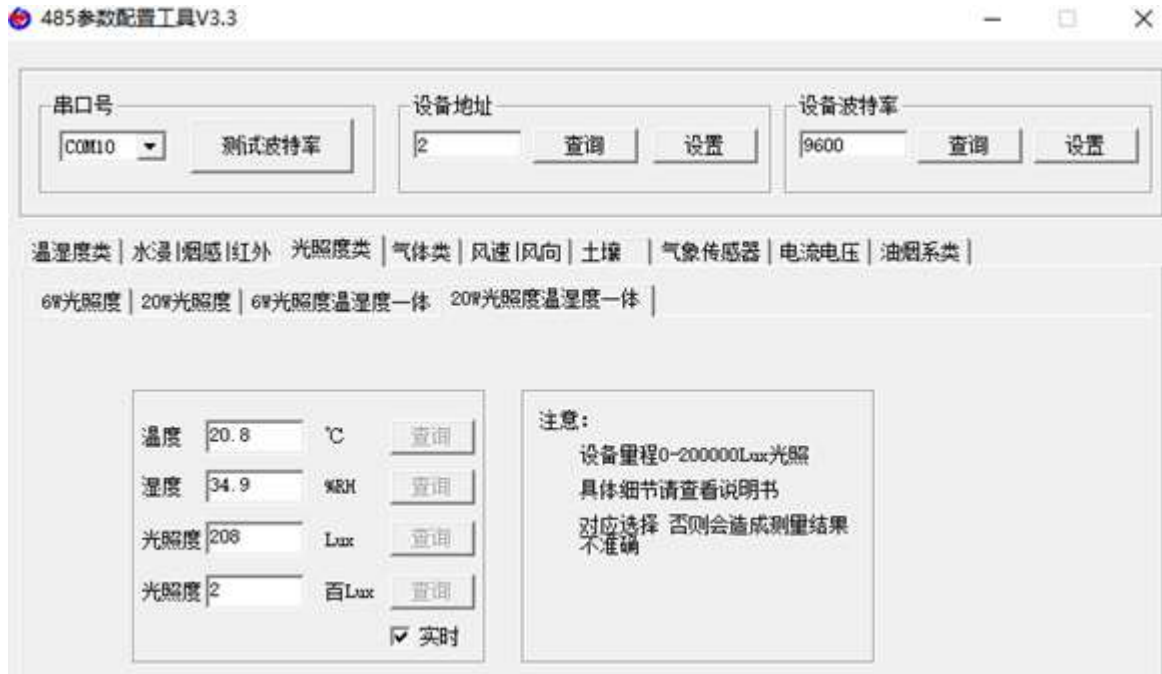 485参数配置工具V3.3
串口号 设备地址 设备波特率
COM10 测试波特率 2 查询 设置 9600 查询 设置
温湿度类 水浸|烟感|红外 光照度类 气体类 风速|风向 土壤 气象传感器 电流电压 油烟系类
6W光照度 20W光照度 6W光照度温湿度一体 20W光照度温湿度一体
温度 20.8 ℃ 查询
湿度 34.9 %RH 查询
光照度 208 Lux 查询
光照度 2 百Lux 查询
实时
注意:
设备量程0-200000Lux光照
具体细节请查看说明书
对应选择 否则会造成测量结果
不准确